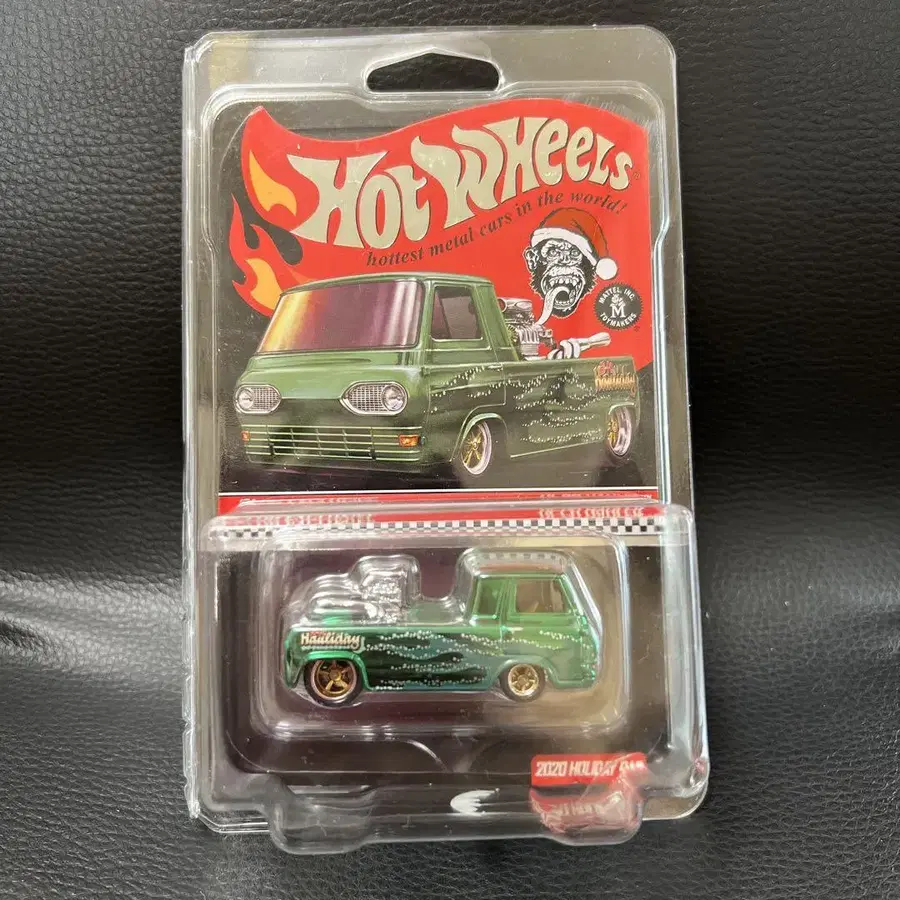 HOT WHEELS®
hottest metal cars in the world!
MATTEL, INC.
M
TOYMAKERS
Hauliday
Hauliday
2020 HOLIDAY CAR